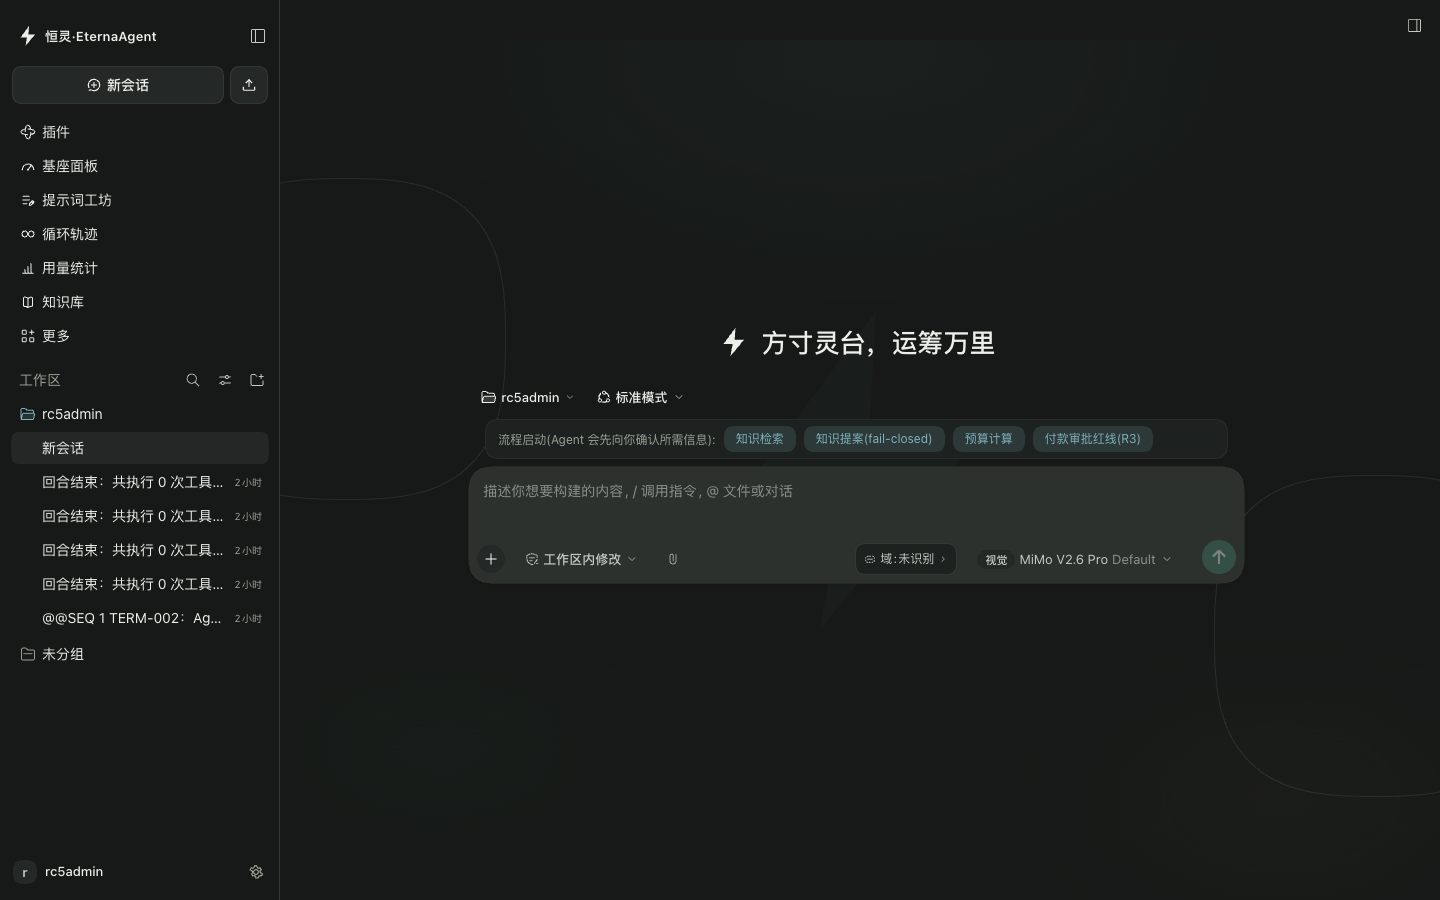 恒灵·EternaAgent
新会话
插件
基座面板
提示词工坊
循环轨迹
用量统计
知识库
更多
工作区
rc5admin
新会话
回合结束：共执行 0 次工具... 2小时
回合结束：共执行 0 次工具... 2小时
回合结束：共执行 0 次工具... 2小时
回合结束：共执行 0 次工具... 2小时
@@SEQ 1 TERM-002：Ag... 2小时
未分组
r rc5admin
方寸灵台，运筹万里
rc5admin 标准模式
流程启动(Agent 会先向你确认所需信息): 知识检索 知识提案(fail-closed) 预算计算 付款审批红线(R3)
描述你想要构建的内容, / 调用指令, @ 文件或对话
工作区内修改 域:未识别 视觉 MiMo V2.6 Pro Default